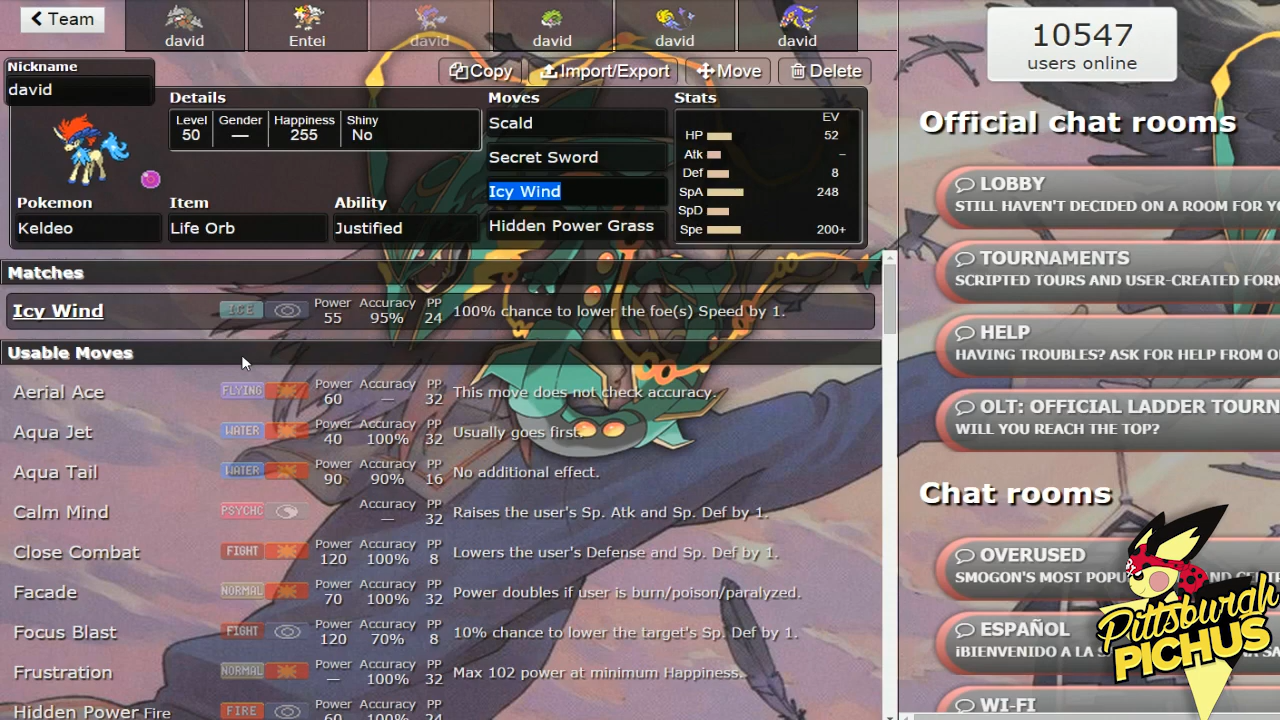 Team
david
Entei
david
david
david
david
Nickname
david
Copy
Import/Export
Move
Delete
Details
Level
50
Gender
—
Happiness
255
Shiny
No
Pokemon
Keldeo
Item
Life Orb
Ability
Justified
Moves
Scald
Secret Sword
Icy Wind
Hidden Power Grass
Stats
EV
HP 52
Atk –
Def 8
SpA 248
SpD
Spe 200+
Matches
Icy Wind ICE Power 55 Accuracy 95% PP 24 100% chance to lower the foe(s) Speed by 1.
Usable Moves
Aerial Ace FLYING Power 60 Accuracy — PP 32 This move does not check accuracy.
Aqua Jet WATER Power 40 Accuracy 100% PP 32 Usually goes first.
Aqua Tail WATER Power 90 Accuracy 90% PP 16 No additional effect.
Calm Mind PSYCHC Accuracy — PP 32 Raises the user's Sp. Atk and Sp. Def by 1.
Close Combat FIGHT Power 120 Accuracy 100% PP 8 Lowers the user's Defense and Sp. Def by 1.
Facade NORMAL Power 70 Accuracy 100% PP 32 Power doubles if user is burn/poison/paralyzed.
Focus Blast FIGHT Power 120 Accuracy 70% PP 8 10% chance to lower the target's Sp. Def by 1.
Frustration NORMAL Power — Accuracy 100% PP 32 Max 102 power at minimum Happiness.
Hidden Power Fire FIRE Power 60 Accuracy 100% PP 24
10547
users online
Official chat rooms
LOBBY
STILL HAVEN'T DECIDED ON A ROOM FOR
TOURNAMENTS
SCRIPTED TOURS AND USER-CREATED
HELP
HAVING TROUBLES? ASK FOR HELP FROM
OLT: OFFICIAL LADDER TOURN
WILL YOU REACH THE TOP?
Chat rooms
OVERUSED
SMOGON'S MOST
ESPAÑOL
¡BIENVENIDO A LA
WI-FI
Pittsburgh
PICHUS